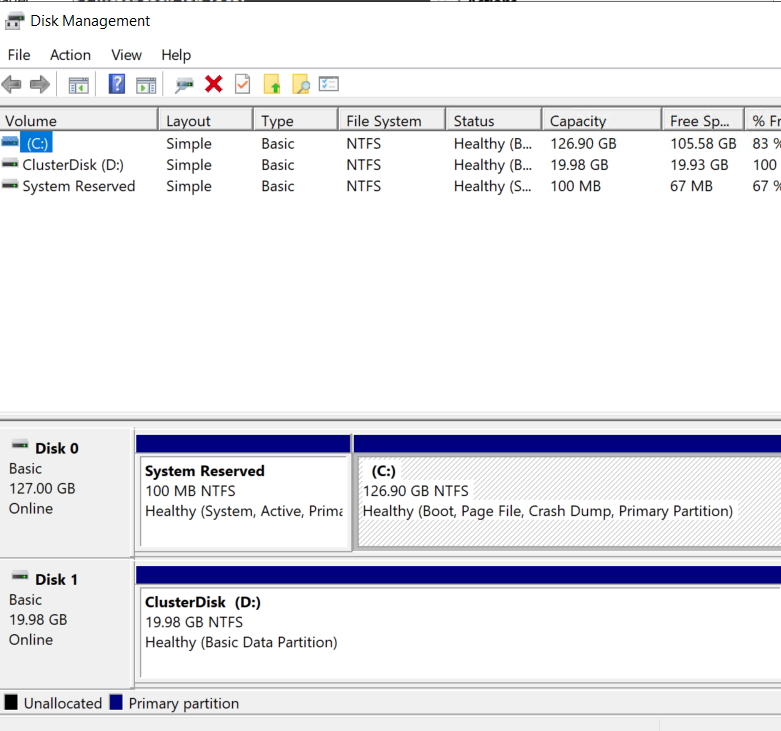 Disk Management
File Action View Help
Volume Layout Type File System Status Capacity Free Sp... % Fr
(C:) Simple Basic NTFS Healthy (B... 126.90 GB 105.58 GB 83 %
ClusterDisk (D:) Simple Basic NTFS Healthy (B... 19.98 GB 19.93 GB 100
System Reserved Simple Basic NTFS Healthy (S... 100 MB 67 MB 67 %
Disk 0
Basic
127.00 GB
Online
System Reserved
100 MB NTFS
Healthy (System, Active, Prima
(C:)
126.90 GB NTFS
Healthy (Boot, Page File, Crash Dump, Primary Partition)
Disk 1
Basic
19.98 GB
Online
ClusterDisk (D:)
19.98 GB NTFS
Healthy (Basic Data Partition)
Unallocated Primary partition